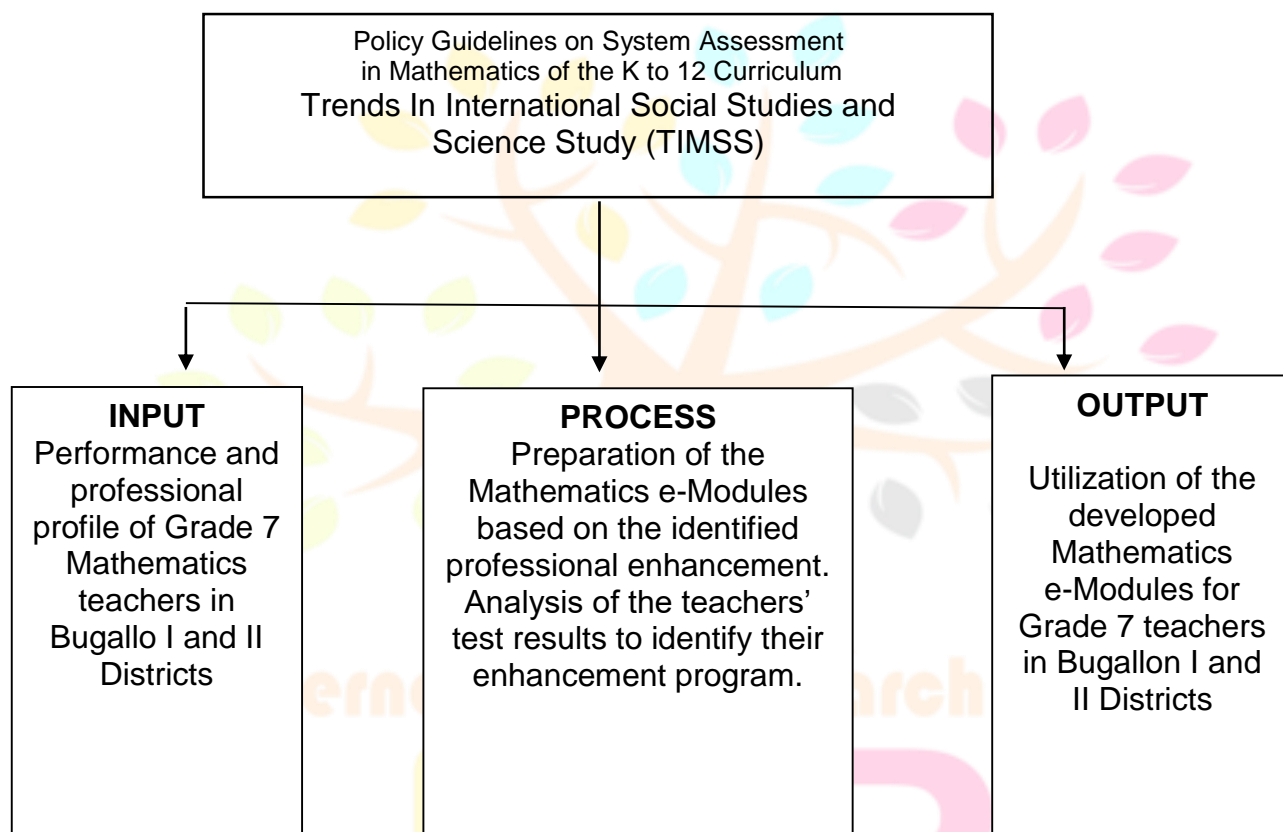 Policy Guidelines on System Assessment
in Mathematics of the K to 12 Curriculum
Trends In International Social Studies and
Science Study (TIMSS)
INPUT
Performance and
professional
profile of Grade 7
Mathematics
teachers in
Bugallo I and II
Districts
PROCESS
Preparation of the
Mathematics e-Modules
based on the identified
professional enhancement.
Analysis of the teachers’
test results to identify their
enhancement program.
OUTPUT
Utilization of the
developed
Mathematics
e-Modules for
Grade 7 teachers
in Bugallon I and
II Districts